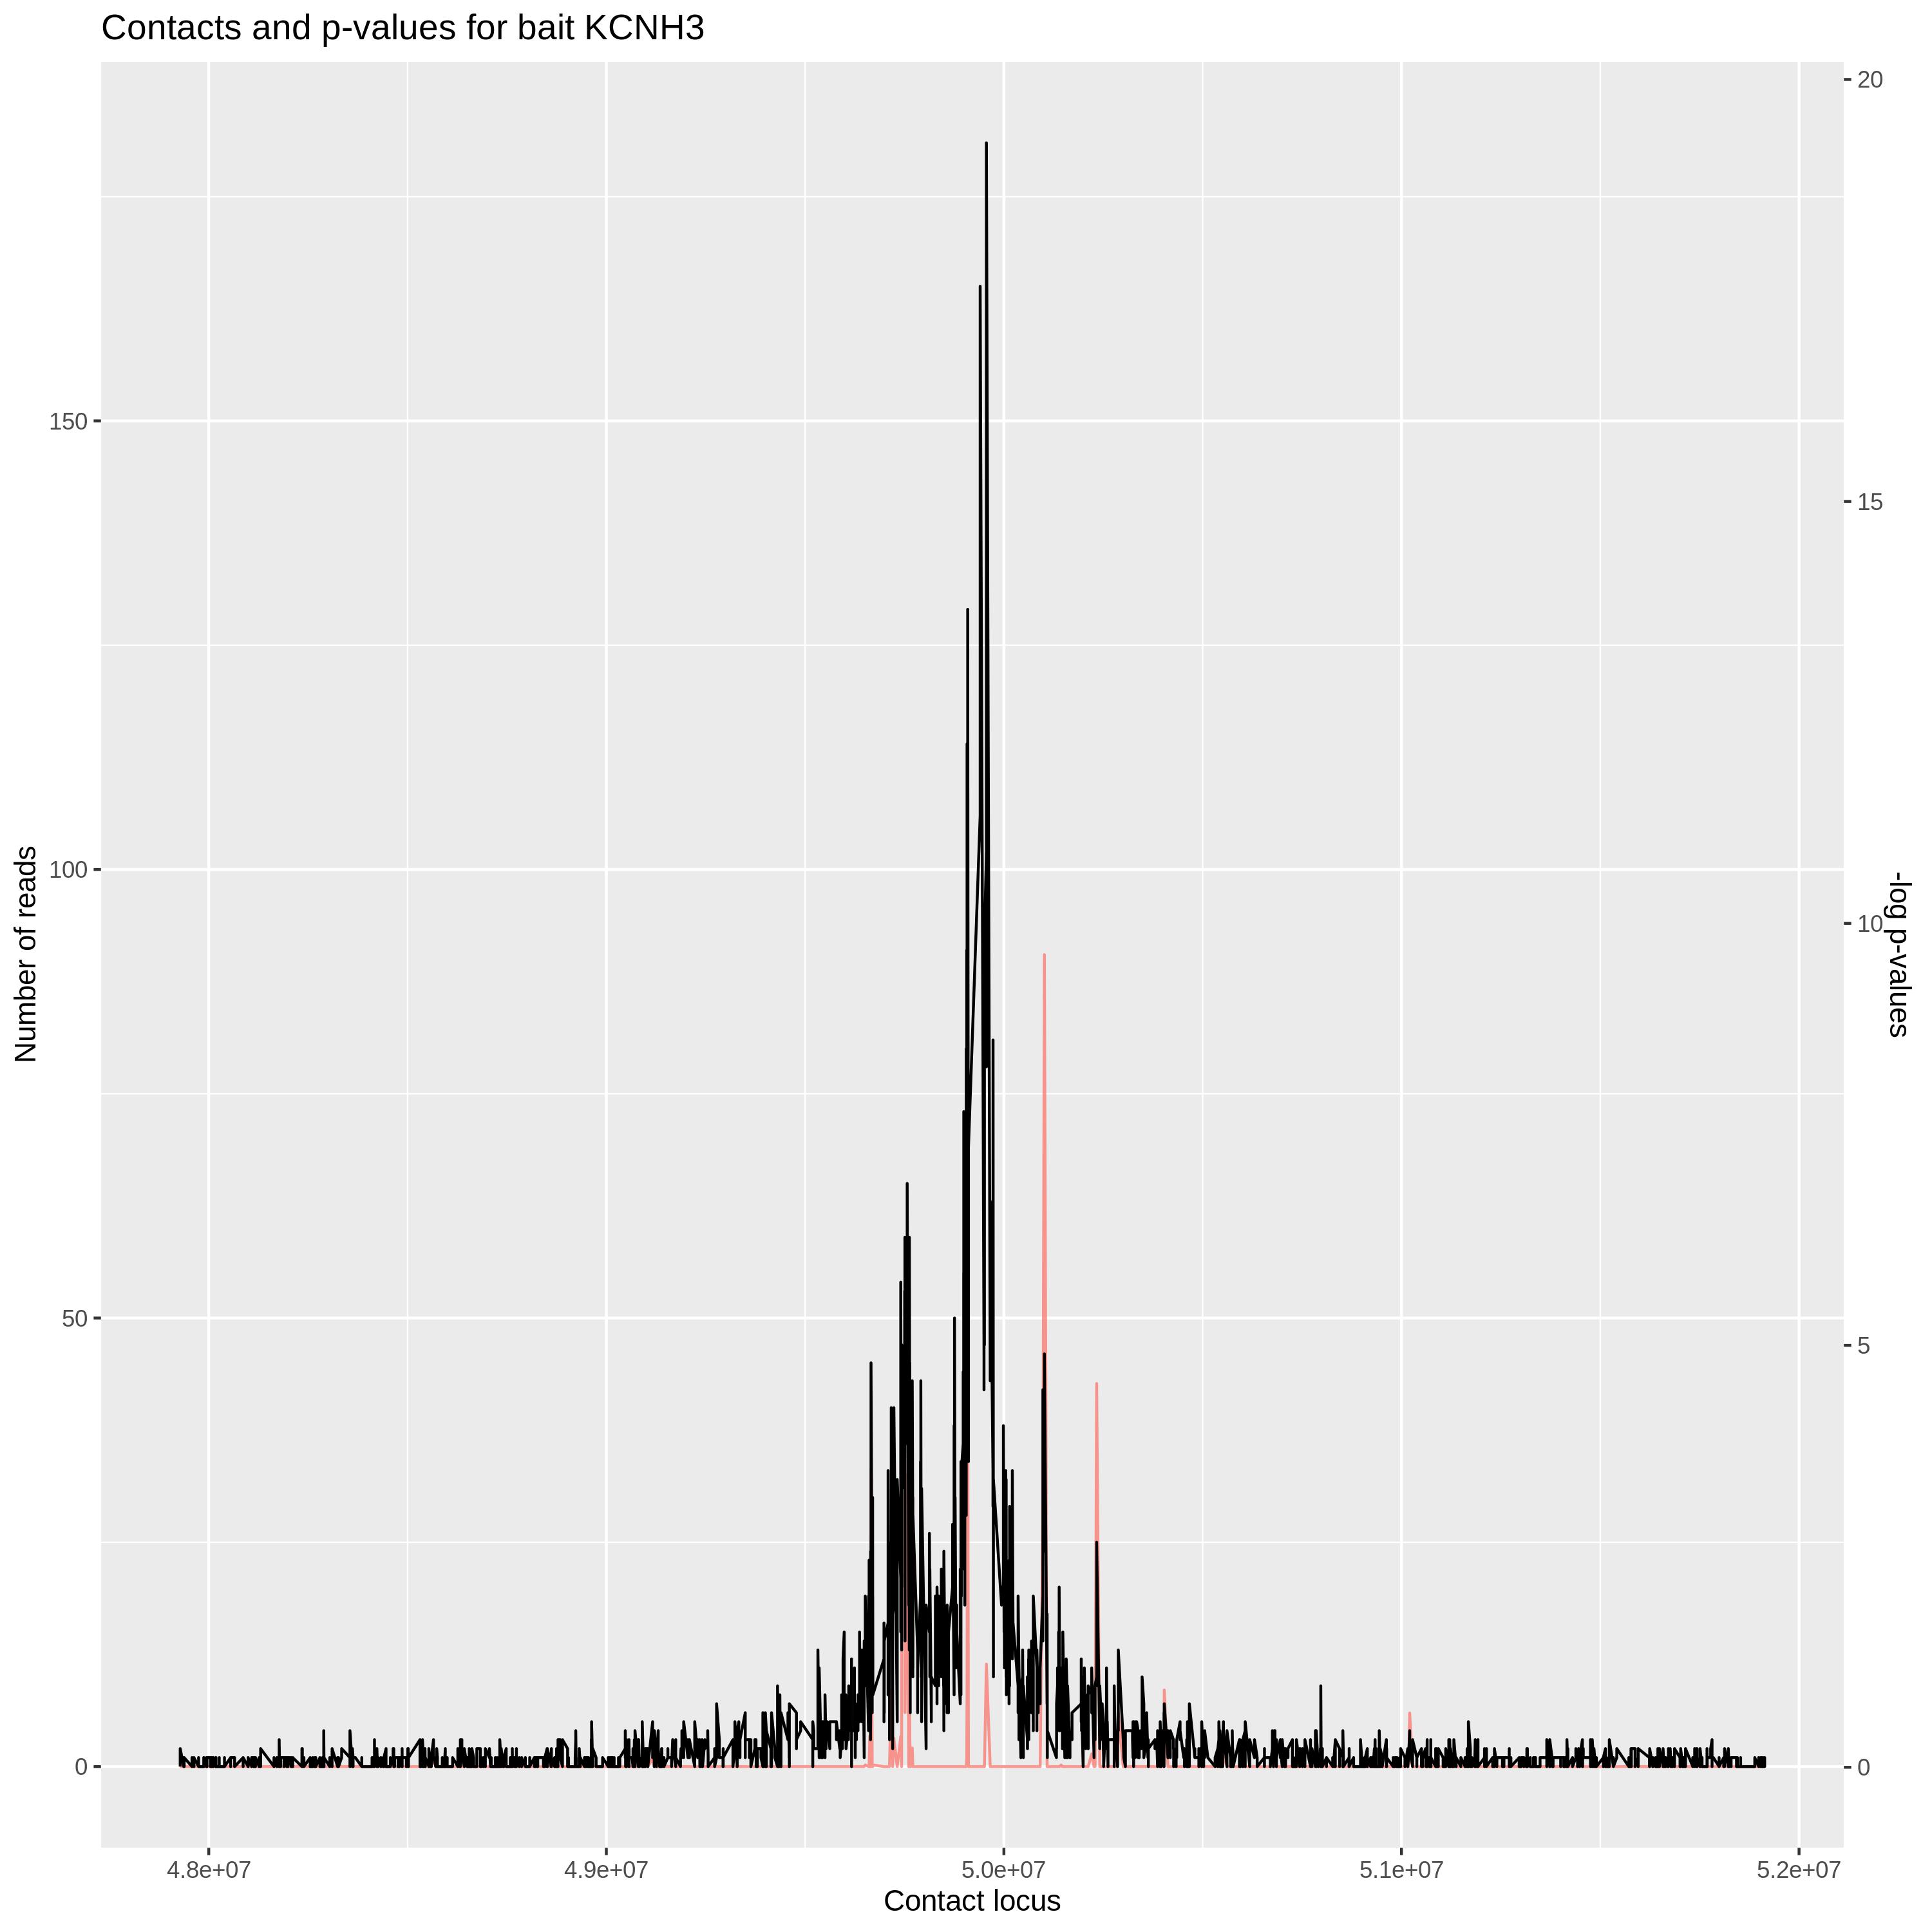 Contacts and p-values for bait KCNH3
20
150
15
100
10
Number of reads
-log p-values
50
5
0
0
4.8e+07
4.9e+07
5.0e+07
5.1e+07
5.2e+07
Contact locus